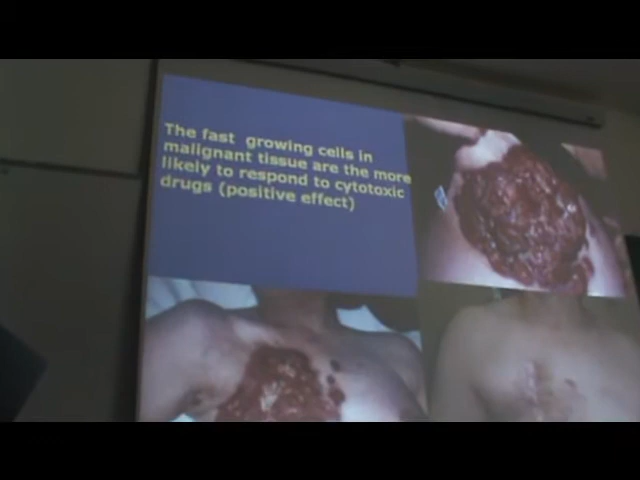 The fast growing cells in
malignant tissue are the more
likely to respond to cytotoxic
drugs (positive effect)